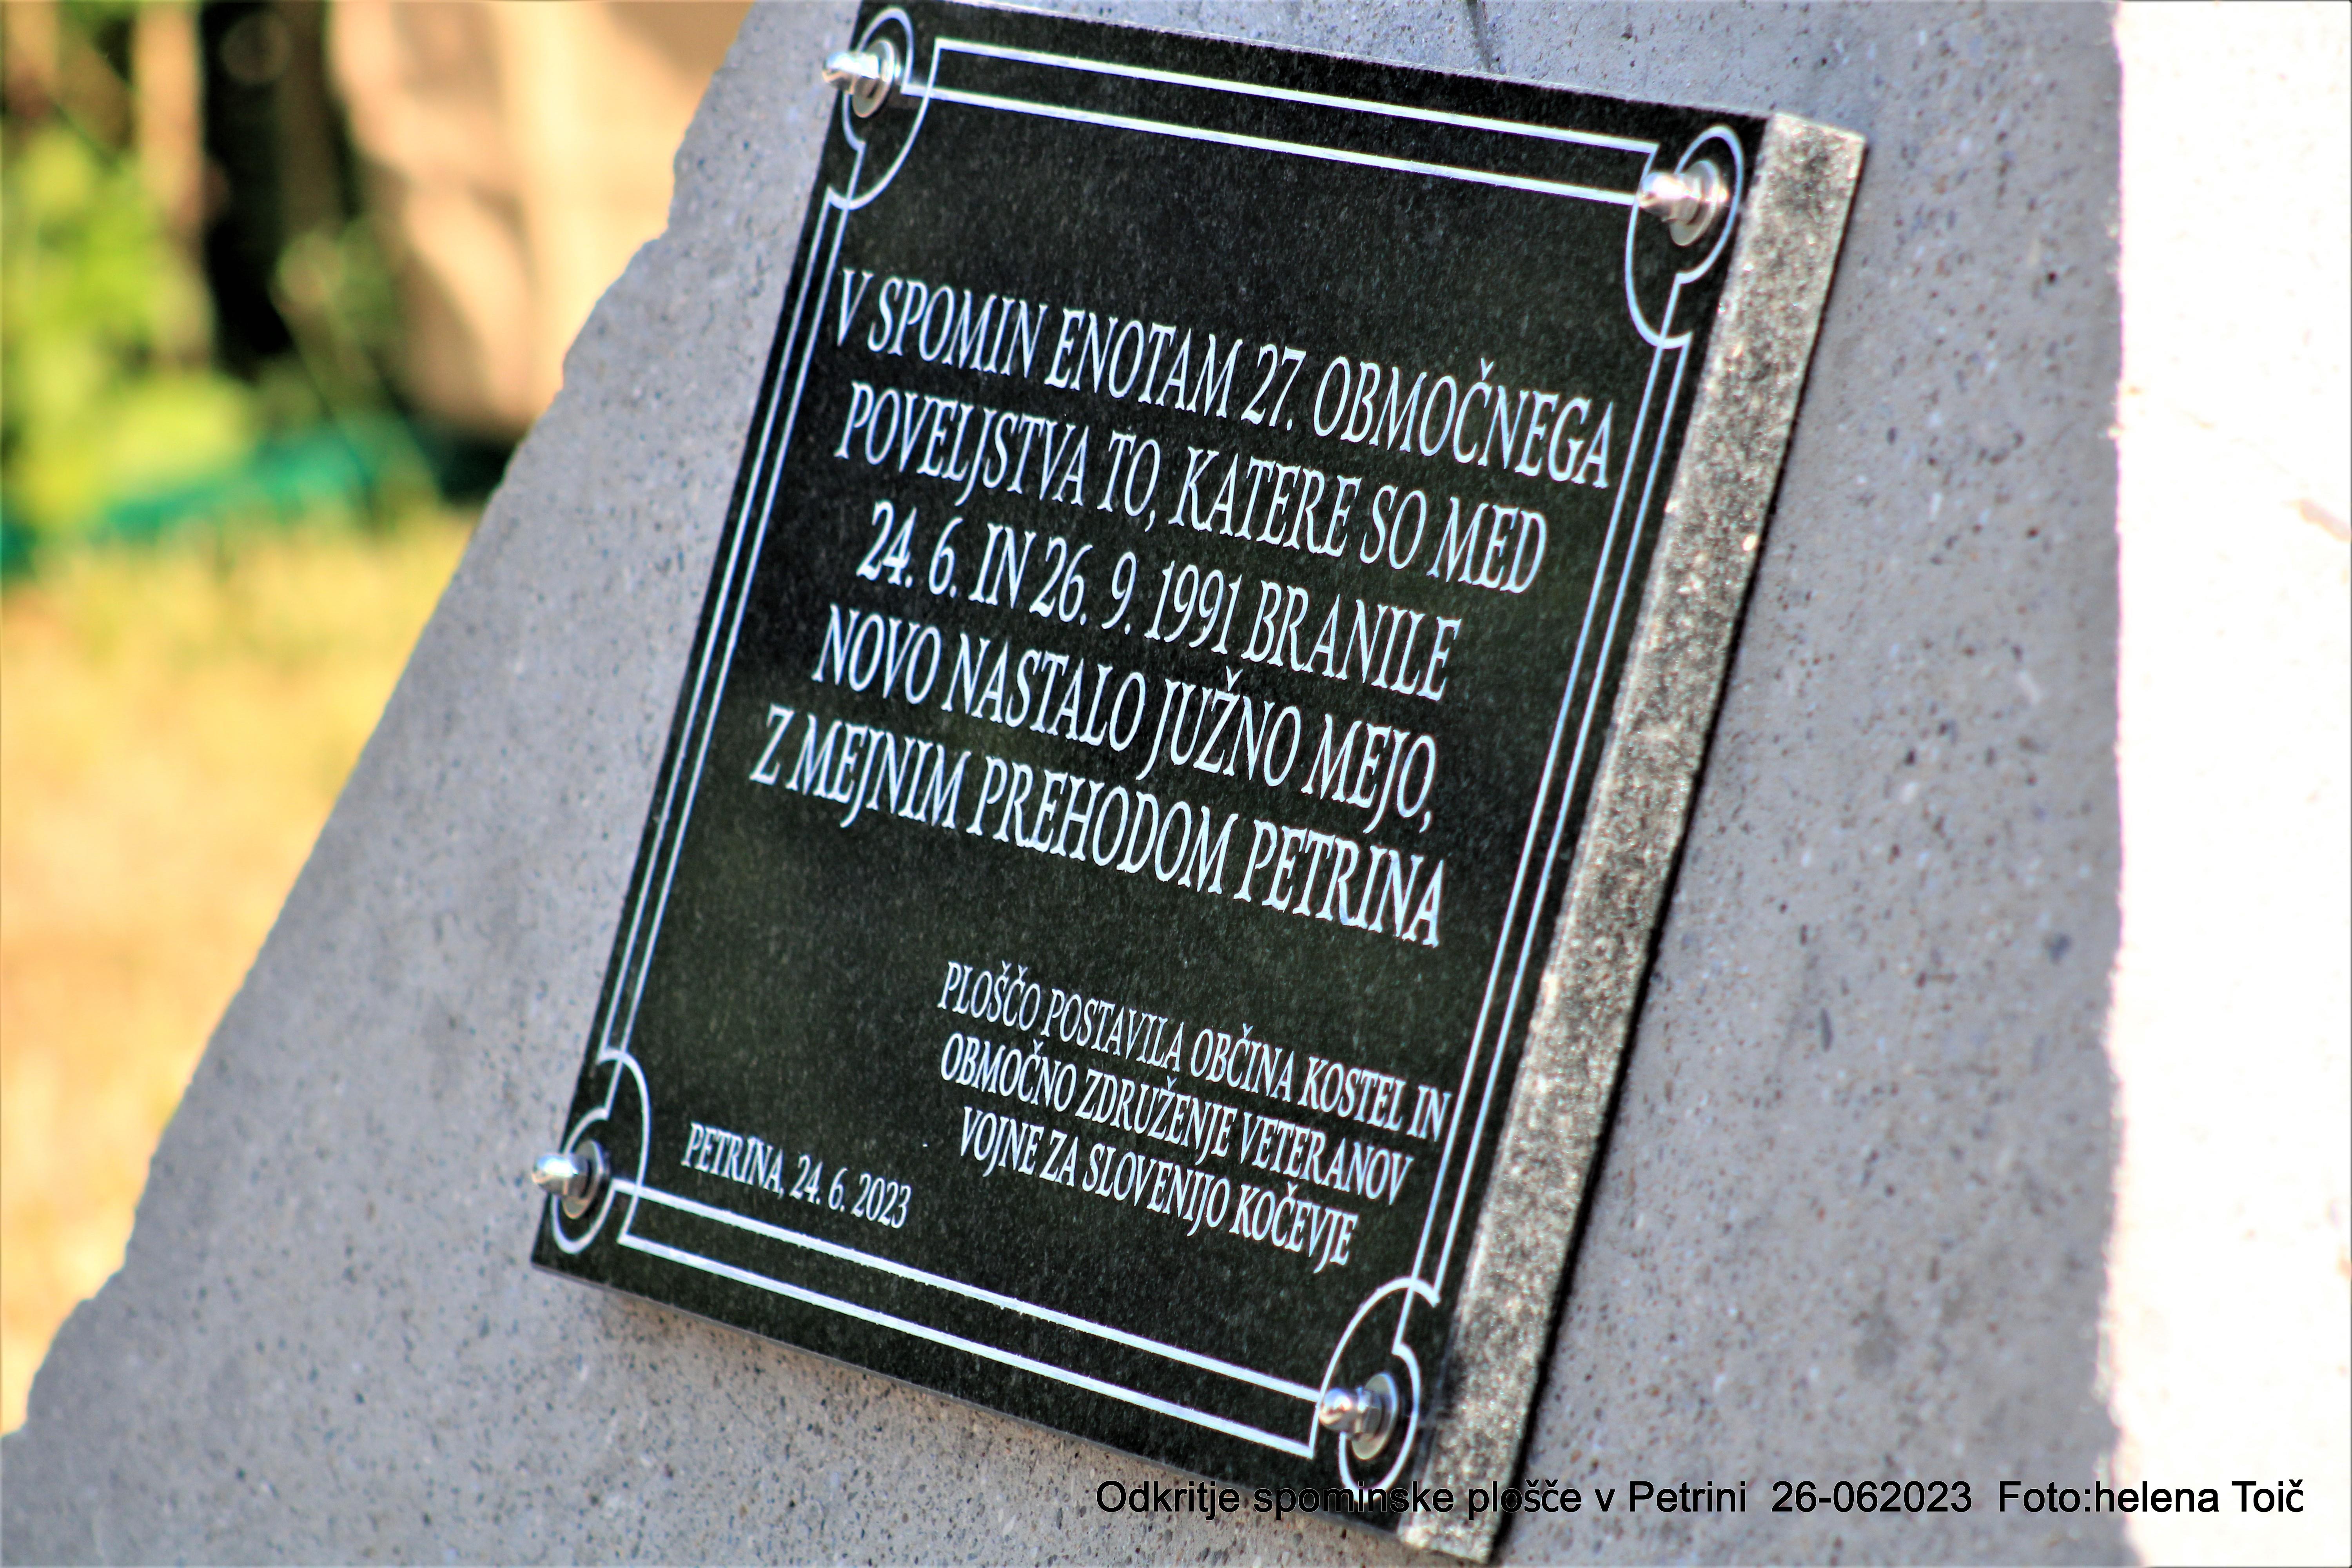 V SPOMIN ENOTAM 27. OBMOČNEGA
POVELJSTVA TO, KATERE SO MED
24. 6. IN 26. 9. 1991 BRANILE
NOVO NASTALO JUŽNO MEJO,
Z MEJNIM PREHODOM PETRINA
PLOŠČO POSTAVILA OBČINA KOSTEL IN
OBMOČNO ZDRUŽENJE VETERANOV
VOJNE ZA SLOVENIJO KOČEVJE
PETRINA, 24. 6. 2023
Odkritje spominske plošče v Petrini 26-062023 Foto:helena Toič